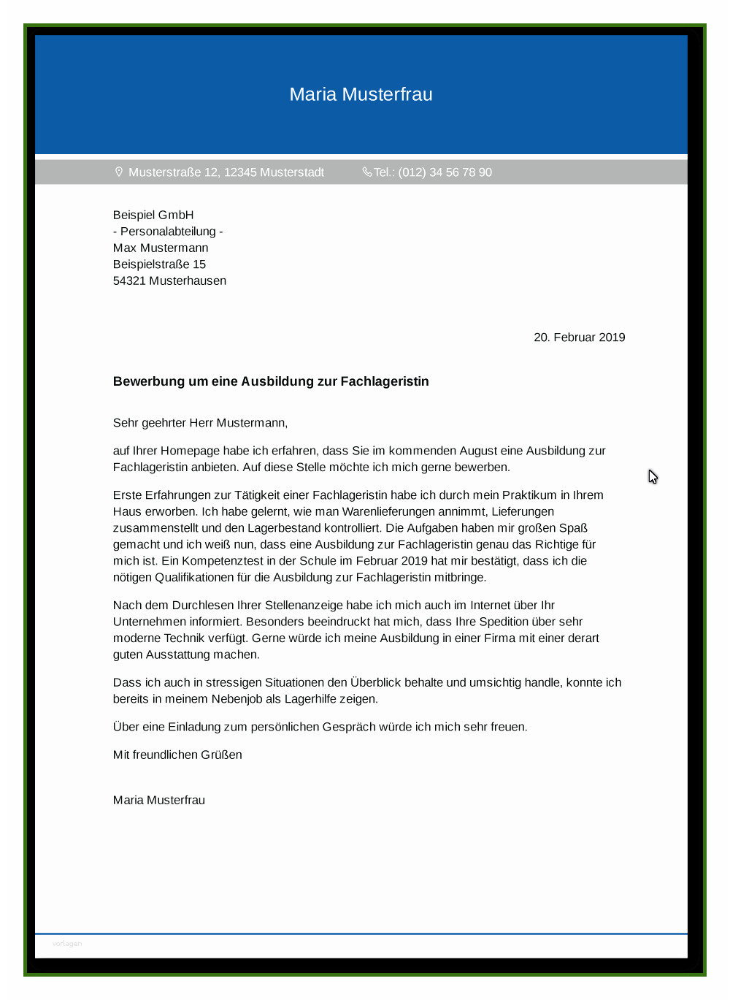 Maria Musterfrau
Musterstraße 12, 12345 Musterstadt Tel.: (012) 34 56 78 90
Beispiel GmbH
- Personalabteilung -
Max Mustermann
Beispielstraße 15
54321 Musterhausen
20. Februar 2019
Bewerbung um eine Ausbildung zur Fachlageristin
Sehr geehrter Herr Mustermann,
auf Ihrer Homepage habe ich erfahren, dass Sie im kommenden August eine Ausbildung zur
Fachlageristin anbieten. Auf diese Stelle möchte ich mich gerne bewerben.
Erste Erfahrungen zur Tätigkeit einer Fachlageristin habe ich durch mein Praktikum in Ihrem
Haus erworben. Ich habe gelernt, wie man Warenlieferungen annimmt, Lieferungen
zusammenstellt und den Lagerbestand kontrolliert. Die Aufgaben haben mir großen Spaß
gemacht und ich weiß nun, dass eine Ausbildung zur Fachlageristin genau das Richtige für
mich ist. Ein Kompetenztest in der Schule im Februar 2019 hat mir bestätigt, dass ich die
nötigen Qualifikationen für die Ausbildung zur Fachlageristin mitbringe.
Nach dem Durchlesen Ihrer Stellenanzeige habe ich mich auch im Internet über Ihr
Unternehmen informiert. Besonders beeindruckt hat mich, dass Ihre Spedition über sehr
moderne Technik verfügt. Gerne würde ich meine Ausbildung in einer Firma mit einer derart
guten Ausstattung machen.
Dass ich auch in stressigen Situationen den Überblick behalte und umsichtig handle, konnte ich
bereits in meinem Nebenjob als Lagerhilfe zeigen.
Über eine Einladung zum persönlichen Gespräch würde ich mich sehr freuen.
Mit freundlichen Grüßen
Maria Musterfrau
vorlagen